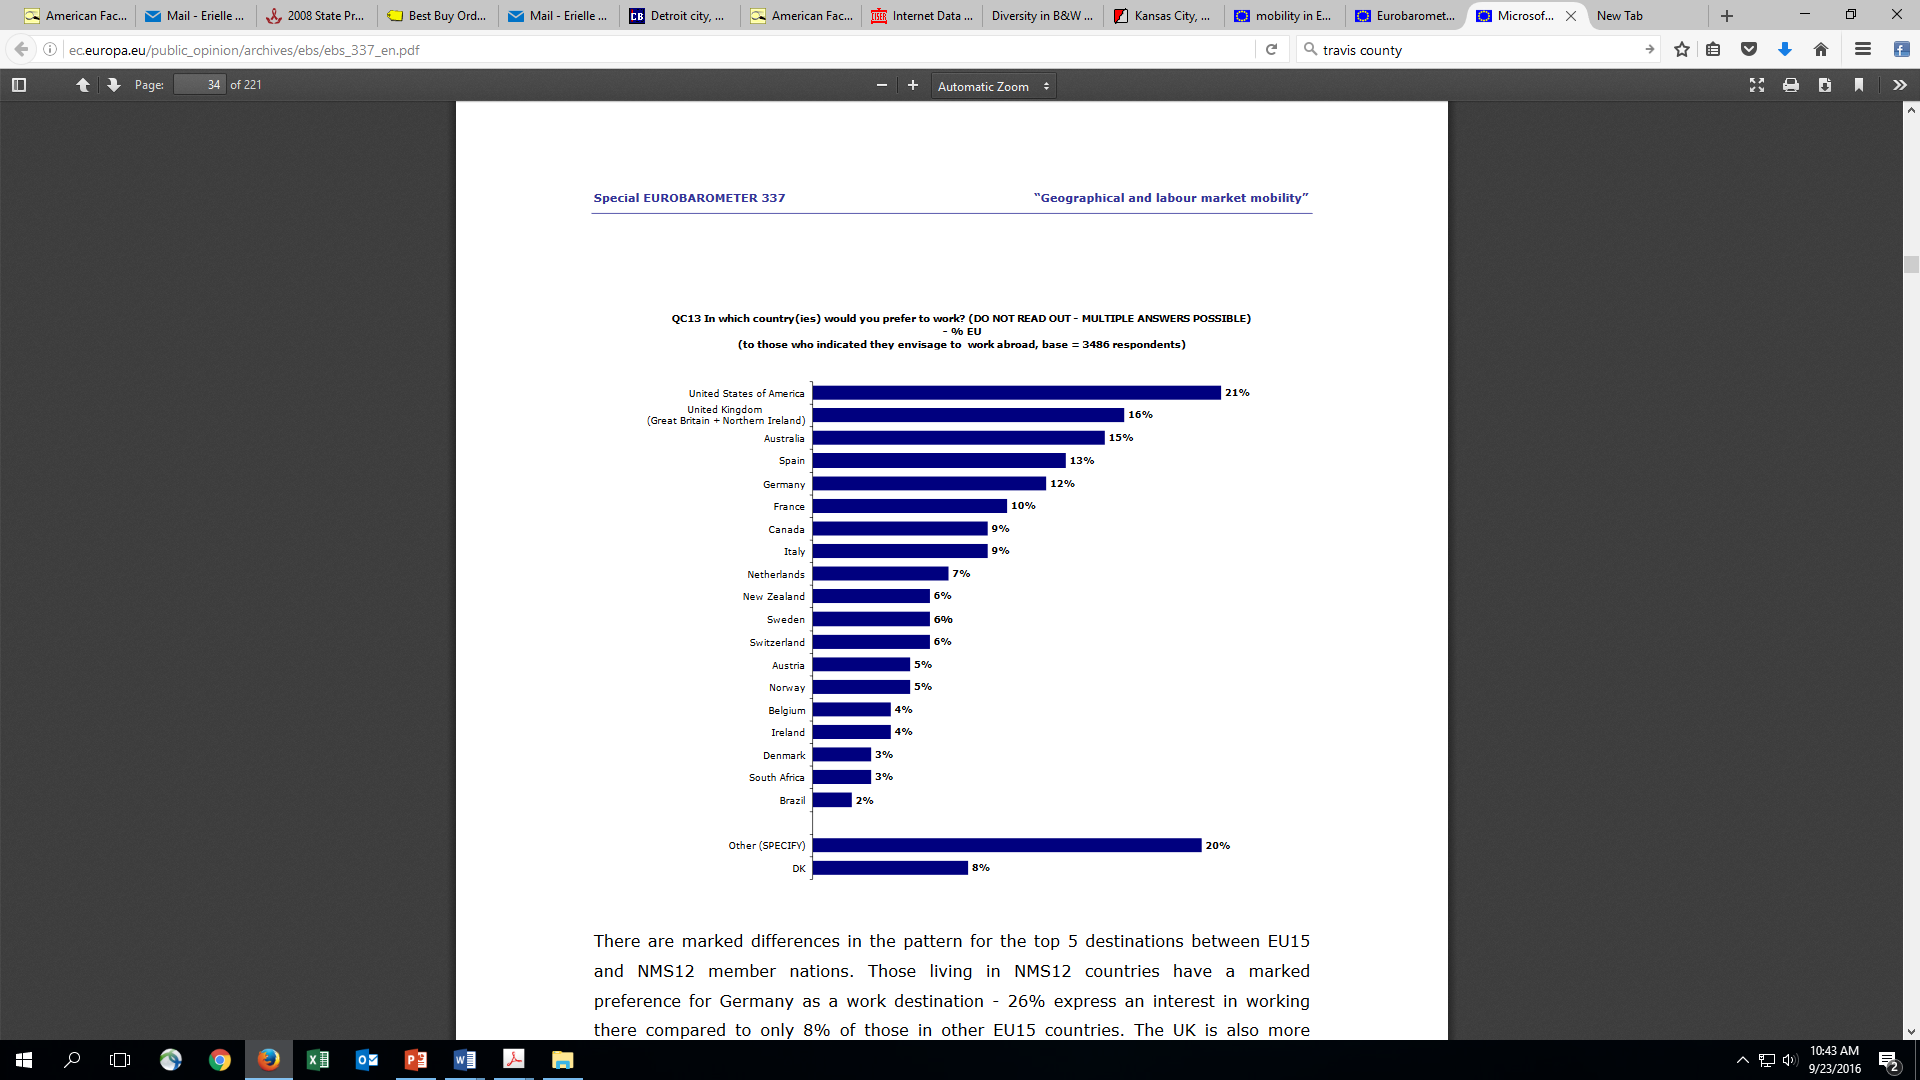 American Fac...
Mail - Erielle ...
2008 State Pr...
Best Buy Ord...
Mail - Erielle ...
Detroit city, ...
American Fac...
Internet Data ...
Diversity in B&W ...
Kansas City, ...
mobility in E...
Eurobaromet...
Microsof...
New Tab
ec.europa.eu/public_opinion/archives/ebs/ebs_337_en.pdf
travis county
Page: 34 of 221
Automatic Zoom
Special EUROBAROMETER 337
“Geographical and labour market mobility”
QC13 In which country(ies) would you prefer to work? (DO NOT READ OUT - MULTIPLE ANSWERS POSSIBLE)
- % EU
(to those who indicated they envisage to work abroad, base = 3486 respondents)
United States of America 21%
United Kingdom
(Great Britain + Northern Ireland) 16%
Australia 15%
Spain 13%
Germany 12%
France 10%
Canada 9%
Italy 9%
Netherlands 7%
New Zealand 6%
Sweden 6%
Switzerland 6%
Austria 5%
Norway 5%
Belgium 4%
Ireland 4%
Denmark 3%
South Africa 3%
Brazil 2%
Other (SPECIFY) 20%
DK 8%
There are marked differences in the pattern for the top 5 destinations between EU15
and NMS12 member nations. Those living in NMS12 countries have a marked
preference for Germany as a work destination - 26% express an interest in working
there compared to only 8% of those in other EU15 countries. The UK is also more
10:43 AM
9/23/2016
2